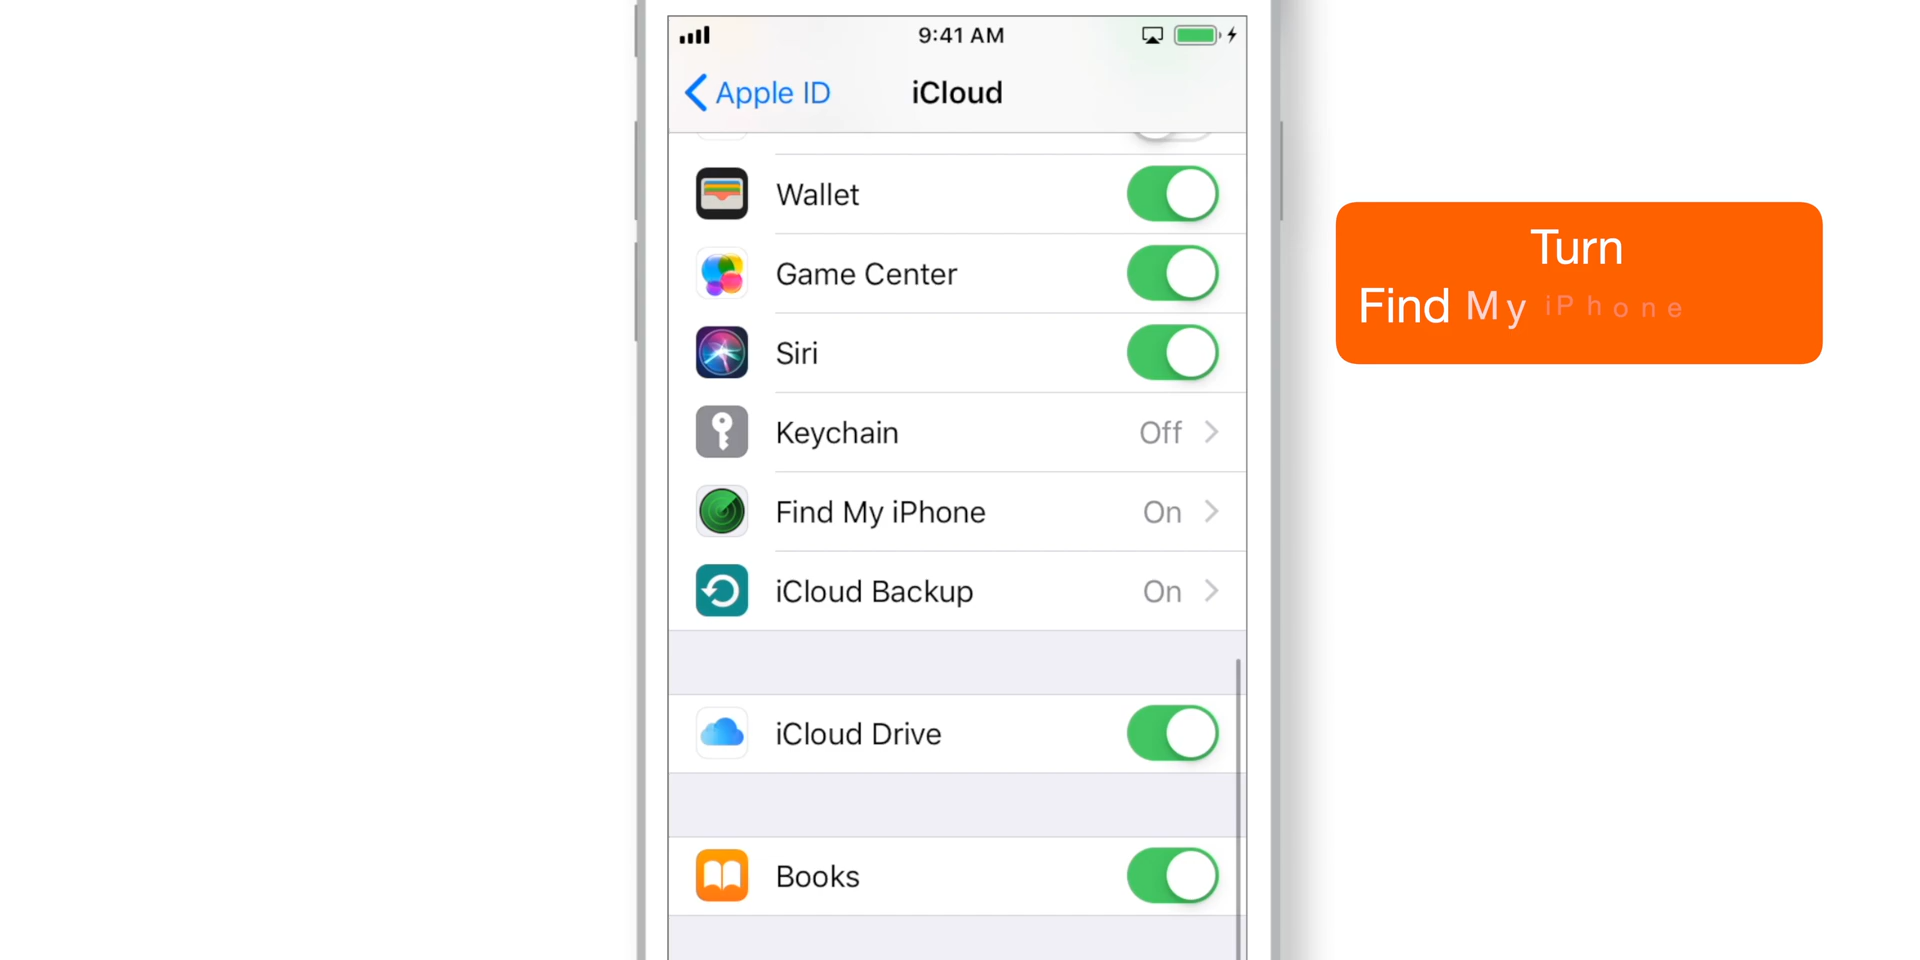 9:41 AM
Apple ID
iCloud
Wallet
Game Center
Siri
Keychain Off
Find My iPhone On
iCloud Backup On
iCloud Drive
Books
Turn
Find My iPhone